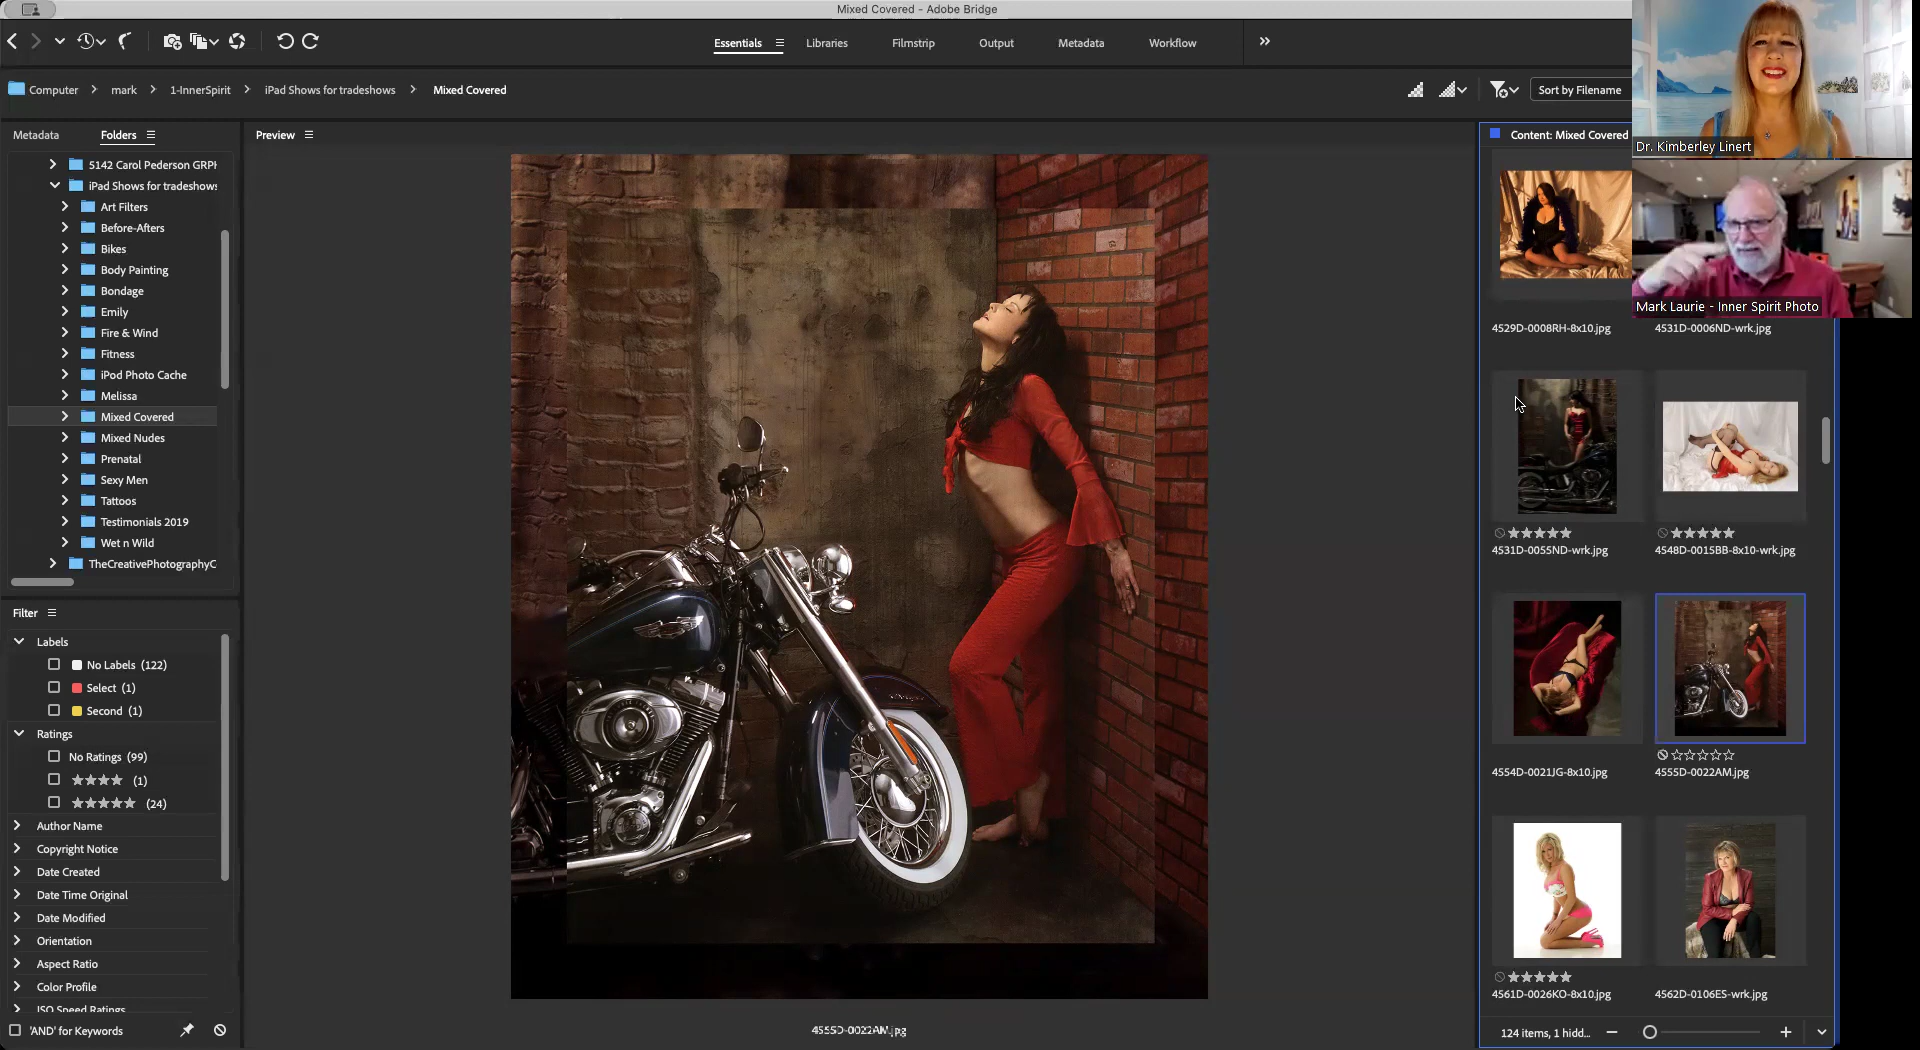 Mixed Covered - Adobe Bridge
Essentials
Libraries
Filmstrip
Output
Metadata
Workflow
Computer
mark
1-InnerSpirit
iPad Shows for tradeshows
Mixed Covered
Sort by Filename
Metadata
Folders
5142 Carol Pederson GRPH
iPad Shows for tradeshows
Art Filters
Before-Afters
Bikes
Body Painting
Bondage
Emily
Fire & Wind
Fitness
iPod Photo Cache
Melissa
Mixed Covered
Mixed Nudes
Prenatal
Sexy Men
Tattoos
Testimonials 2019
Wet n Wild
TheCreativePhotographyC
Filter
Labels
No Labels (122)
Select (1)
Second (1)
Ratings
No Ratings (99)
(1)
(24)
Author Name
Copyright Notice
Date Created
Date Time Original
Date Modified
Orientation
Aspect Ratio
Color Profile
ISO Speed Ratings
'AND' for Keywords
Preview
Content: Mixed Covered
Dr. Kimberley Linert
Mark Laurie - Inner Spirit Photo
4529D-0008RH-8x10.jpg
4531D-0006ND-wrk.jpg
4531D-0055ND-wrk.jpg
4548D-0015BB-8x10-wrk.jpg
4554D-0021JG-8x10.jpg
4555D-0022AM.jpg
4561D-0026KO-8x10.jpg
4562D-0106ES-wrk.jpg
4555D-0022AM.jpg
124 items, 1 hidd...